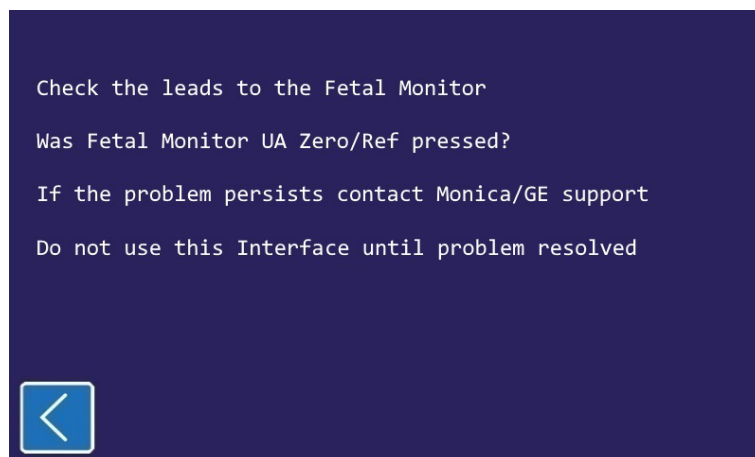 Check the leads to the Fetal Monitor
Was Fetal Monitor UA Zero/Ref pressed?
If the problem persists contact Monica/GE support
Do not use this Interface until problem resolved